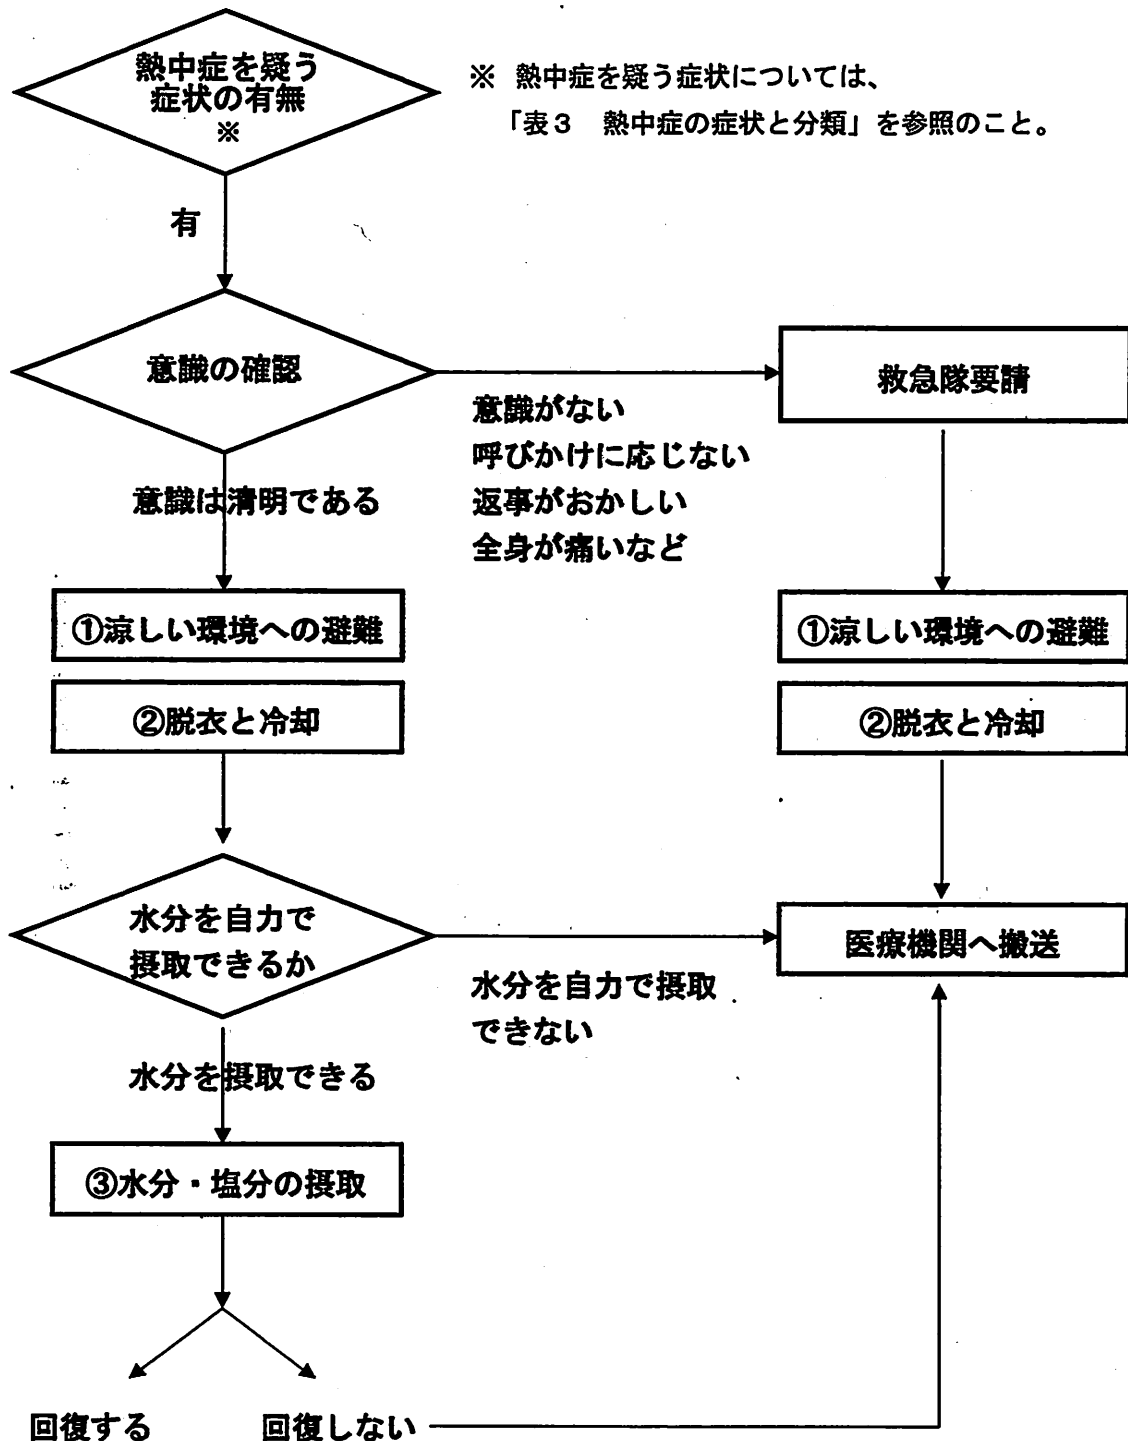 熱中症を疑う
症状の有無
※
※ 熱中症を疑う症状については、
「表3 熱中症の症状と分類」を参照のこと。
有
意識の確認
救急隊要請
意識がない
呼びかけに応じない
返事がおかしい
全身が痛いなど
意識は清明である
①涼しい環境への避難
①涼しい環境への避難
②脱衣と冷却
②脱衣と冷却
水分を自力で
摂取できるか
医療機関へ搬送
水分を自力で摂取
できない
水分を摂取できる
③水分・塩分の摂取
回復する
回復しない